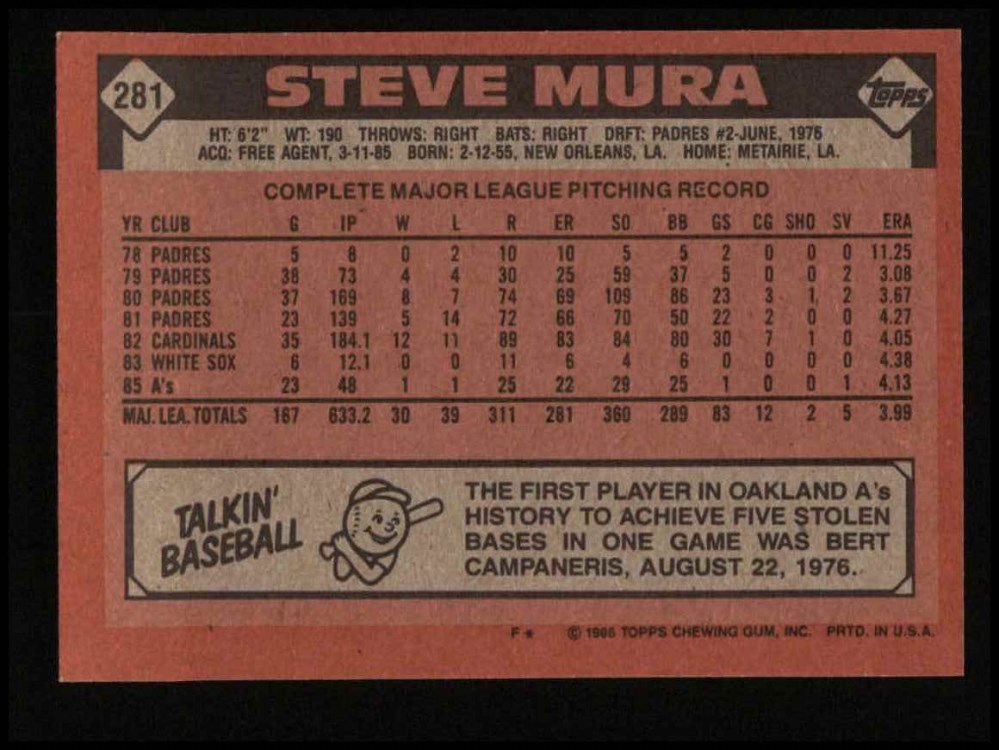 281
STEVE MURA
TOPPS
HT: 6'2" WT: 190 THROWS: RIGHT BATS: RIGHT DRFT: PADRES #2-JUNE, 1976
ACQ: FREE AGENT, 3-11-85 BORN: 2-12-55, NEW ORLEANS, LA. HOME: METAIRIE, LA.
COMPLETE MAJOR LEAGUE PITCHING RECORD
YR CLUB G IP W L R ER SO BB GS CG SHO SV ERA
78 PADRES 5 8 0 2 10 10 5 5 2 0 0 0 11.25
79 PADRES 38 73 4 4 30 25 59 37 5 0 0 2 3.08
80 PADRES 37 169 8 7 74 69 109 86 23 3 1 2 3.67
81 PADRES 23 139 5 14 72 66 70 50 22 2 0 0 4.27
82 CARDINALS 35 184.1 12 11 89 83 84 80 30 7 1 0 4.05
83 WHITE SOX 6 12.1 0 0 11 6 4 6 0 0 0 0 4.38
85 A's 23 48 1 1 25 22 29 25 1 0 0 1 4.13
MAJ. LEA. TOTALS 167 633.2 30 39 311 281 360 289 83 12 2 5 3.99
TALKIN'
BASEBALL
THE FIRST PLAYER IN OAKLAND A's
HISTORY TO ACHIEVE FIVE STOLEN
BASES IN ONE GAME WAS BERT
CAMPANERIS, AUGUST 22, 1976.
F* © 1986 TOPPS CHEWING GUM, INC. PRTD. IN U.S.A.